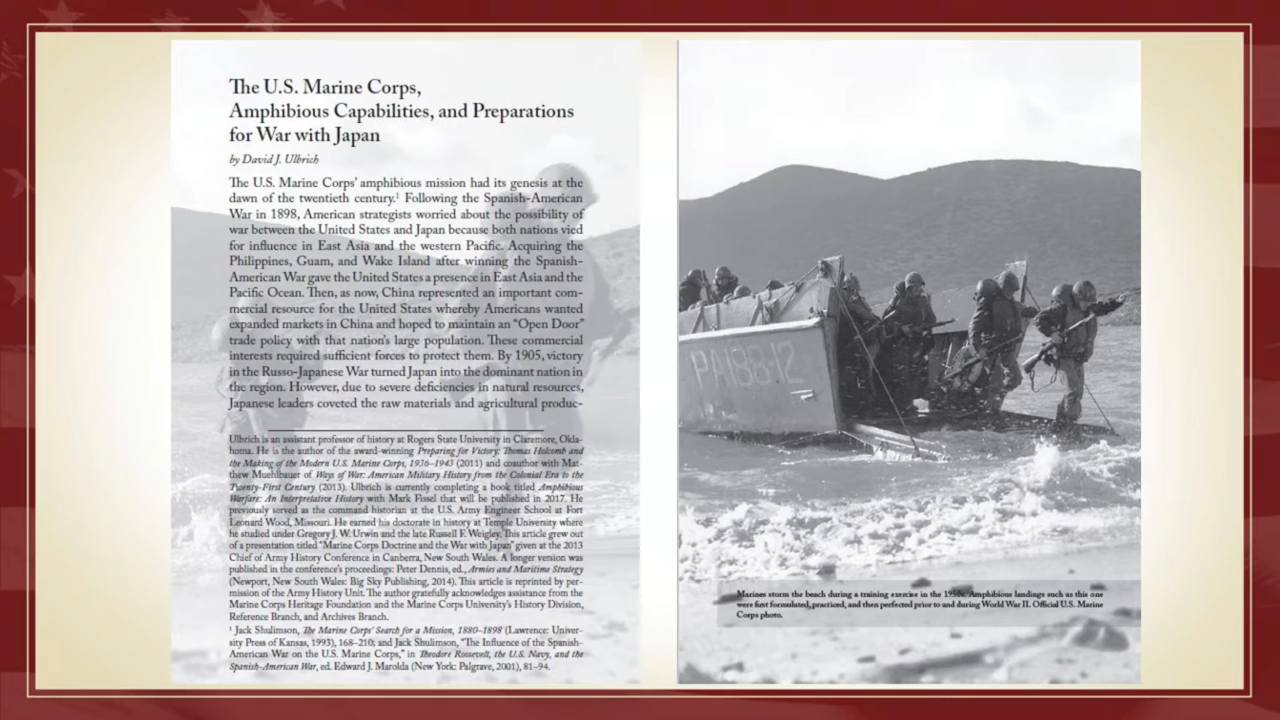 The U.S. Marine Corps,
Amphibious Capabilities, and Preparations
for War with Japan
by David J. Ulbrich
The U.S. Marine Corps' amphibious mission had its genesis at the
dawn of the twentieth century.¹ Following the Spanish-American
War in 1898, American strategists worried about the possibility of
war between the United States and Japan because both nations vied
for influence in East Asia and the western Pacific. Acquiring the
Philippines, Guam, and Wake Island after winning the Spanish-
American War gave the United States a presence in East Asia and the
Pacific Ocean. Then, as now, China represented an important com-
mercial resource for the United States whereby Americans wanted
expanded markets in China and hoped to maintain an "Open Door"
trade policy with that nation's large population. These commercial
interests required sufficient forces to protect them. By 1905, victory
in the Russo-Japanese War turned Japan into the dominant nation in
the region. However, due to severe deficiencies in natural resources,
Japanese leaders coveted the raw materials and agricultural produc-
Ulbrich is an assistant professor of history at Rogers State University in Claremore, Okla-
homa. He is the author of the award-winning Preparing for Victory: Thomas Holcomb and
the Making of the Modern U.S. Marine Corps, 1936–1943 (2011) and coauthor with Mat-
thew Muehlbauer of Ways of War: American Military History from the Colonial Era to the
Twenty-First Century (2013). Ulbrich is currently completing a book titled Amphibious
Warfare: An Interpretative History with Mark Fissel that will be published in 2017. He
previously served as the command historian at the U.S. Army Engineer School at Fort
Leonard Wood, Missouri. He earned his doctorate in history at Temple University where
he studied under Gregory J. W. Urwin and the late Russell F. Weigley. This article grew out
of a presentation titled "Marine Corps Doctrine and the War with Japan" given at the 2013
Chief of Army History Conference in Canberra, New South Wales. A longer version was
published in the conference's proceedings: Peter Dennis, ed., Armies and Maritime Strategy
(Newport, New South Wales: Big Sky Publishing, 2014). This article is reprinted by per-
mission of the Army History Unit. The author gratefully acknowledges assistance from the
Marine Corps Heritage Foundation and the Marine Corps University's History Division,
Reference Branch, and Archives Branch.
¹ Jack Shulimson, The Marine Corps' Search for a Mission, 1880–1898 (Lawrence: Univer-
sity Press of Kansas, 1993), 168–210; and Jack Shulimson, "The Influence of the Spanish-
American War on the U.S. Marine Corps," in Theodore Roosevelt, the U.S. Navy, and the
Spanish-American War, ed. Edward J. Marolda (New York: Palgrave, 2001), 81–94.
PA188-12
Marines storm the beach during a training exercise in the 1950s. Amphibious landings such as this one
were first formulated, practiced, and then perfected prior to and during World War II. Official U.S. Marine
Corps photo.